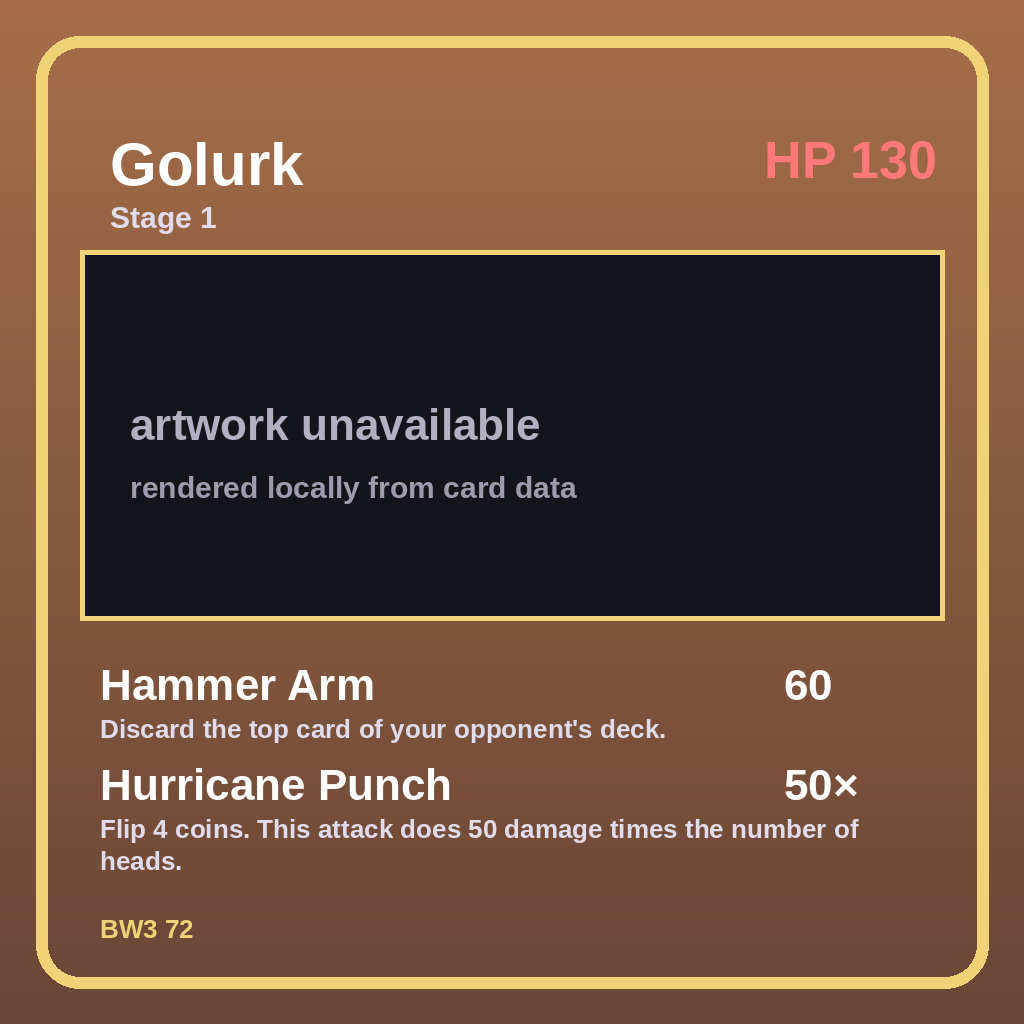 Golurk
HP 130
Stage 1
artwork unavailable
rendered locally from card data
Hammer Arm 60
Discard the top card of your opponent's deck.
Hurricane Punch 50×
Flip 4 coins. This attack does 50 damage times the number of
heads.
BW3 72